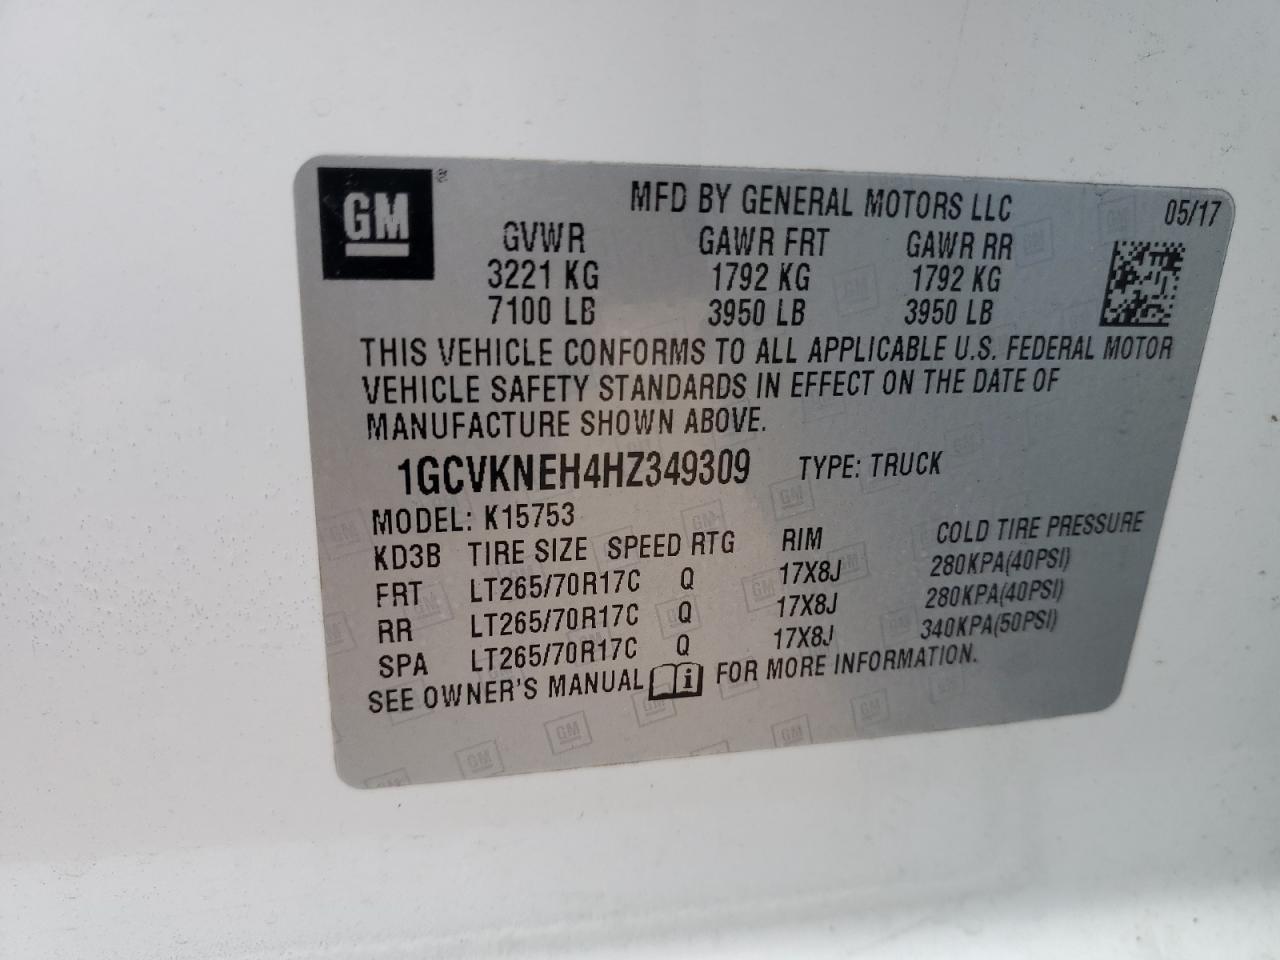 GM ®
MFD BY GENERAL MOTORS LLC 05/17
GVWR GAWR FRT GAWR RR
3221 KG 1792 KG 1792 KG
7100 LB 3950 LB 3950 LB
THIS VEHICLE CONFORMS TO ALL APPLICABLE U.S. FEDERAL MOTOR
VEHICLE SAFETY STANDARDS IN EFFECT ON THE DATE OF
MANUFACTURE SHOWN ABOVE.
1GCVKNEH4HZ349309 TYPE: TRUCK
MODEL: K15753
KD3B TIRE SIZE SPEED RTG RIM COLD TIRE PRESSURE
FRT LT265/70R17C Q 17X8J 280KPA(40PSI)
RR LT265/70R17C Q 17X8J 280KPA(40PSI)
SPA LT265/70R17C Q 17X8J 340KPA(50PSI)
SEE OWNER'S MANUAL i FOR MORE INFORMATION.